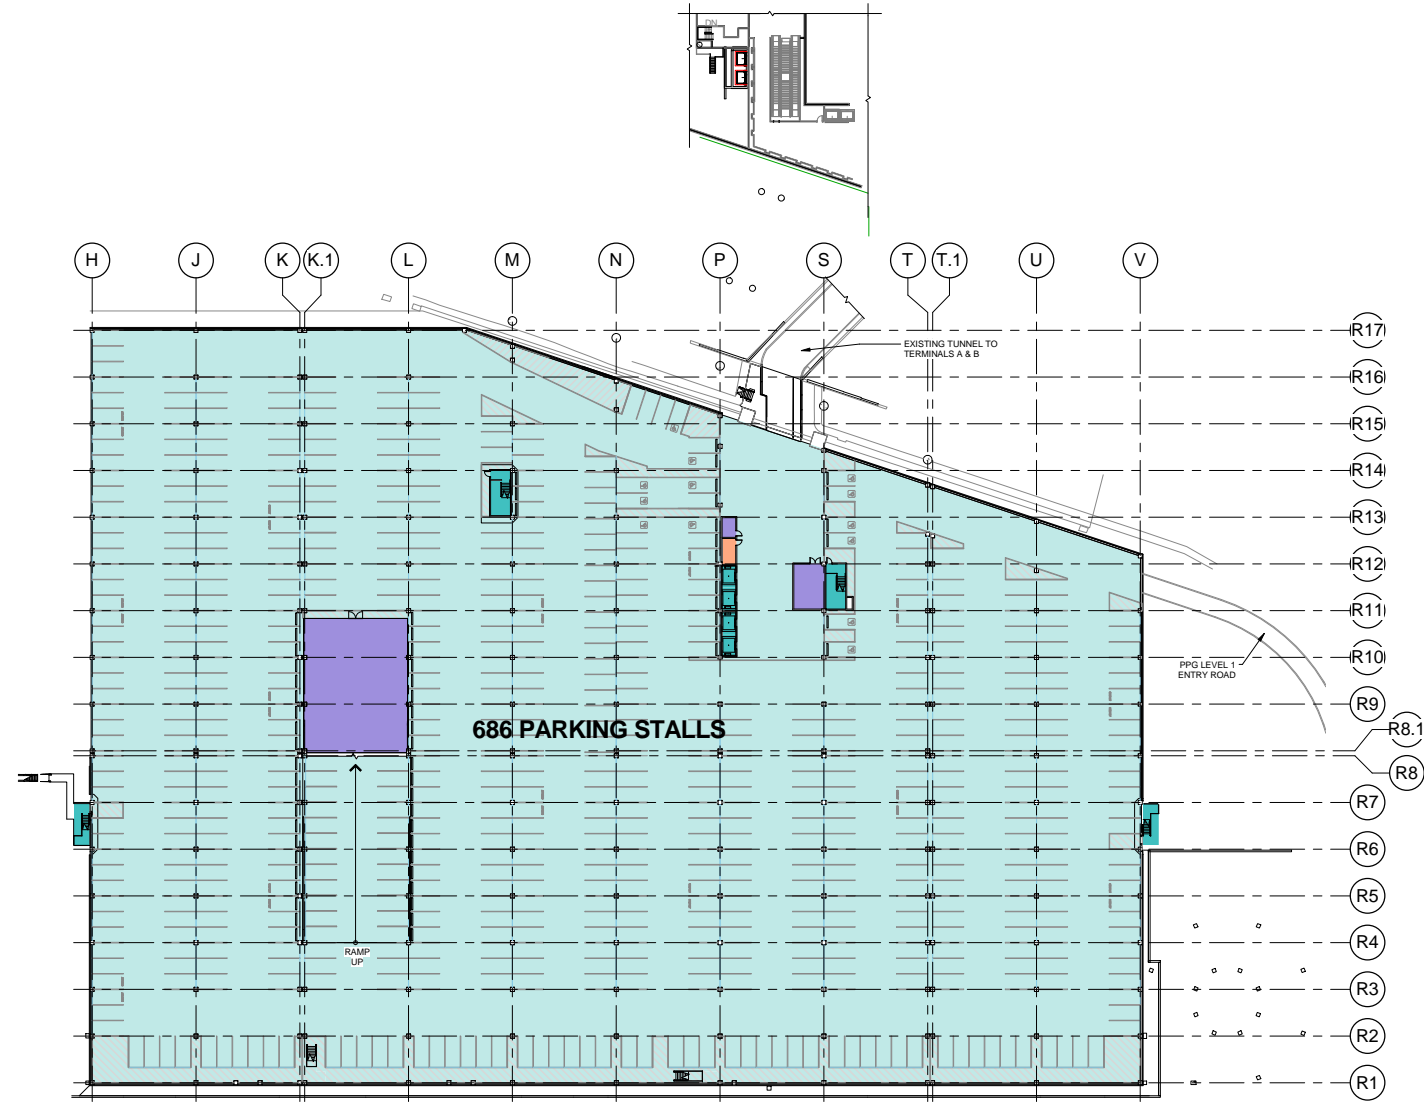 DN
H
J
K
K.1
L
M
N
P
S
T
T.1
U
V
R17
EXISTING TUNNEL TO
TERMINALS A & B
R16
R15
R14
R13
R12
R11
R10
PPG LEVEL 1
ENTRY ROAD
R9
686 PARKING STALLS
R8.1
R8
R7
R6
R5
R4
RAMP
UP
R3
R2
R1